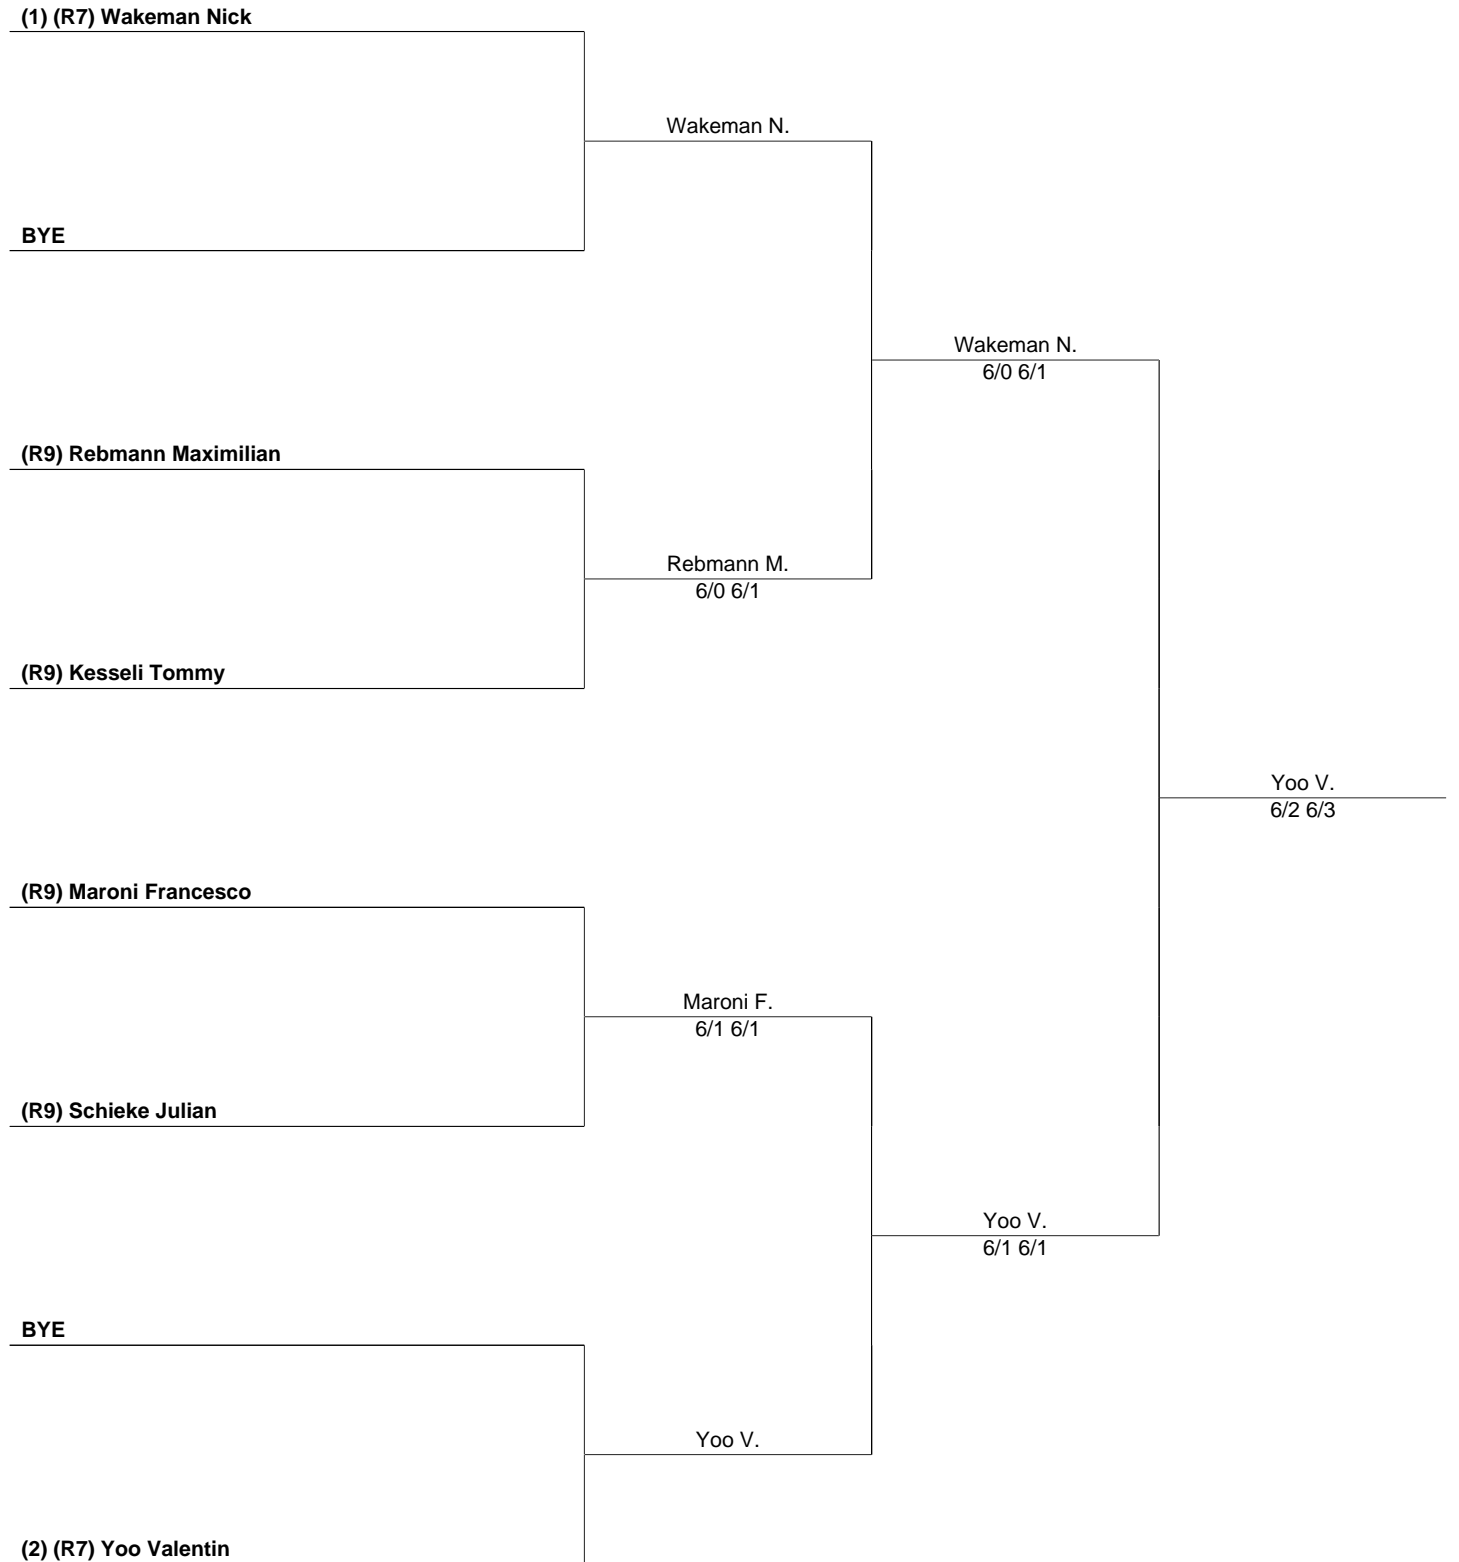 (1) (R7) Wakeman Nick
Wakeman N.
BYE
Wakeman N.
6/0 6/1
(R9) Rebmann Maximilian
Rebmann M.
6/0 6/1
(R9) Kesseli Tommy
Yoo V.
6/2 6/3
(R9) Maroni Francesco
Maroni F.
6/1 6/1
(R9) Schieke Julian
Yoo V.
6/1 6/1
BYE
Yoo V.
(2) (R7) Yoo Valentin